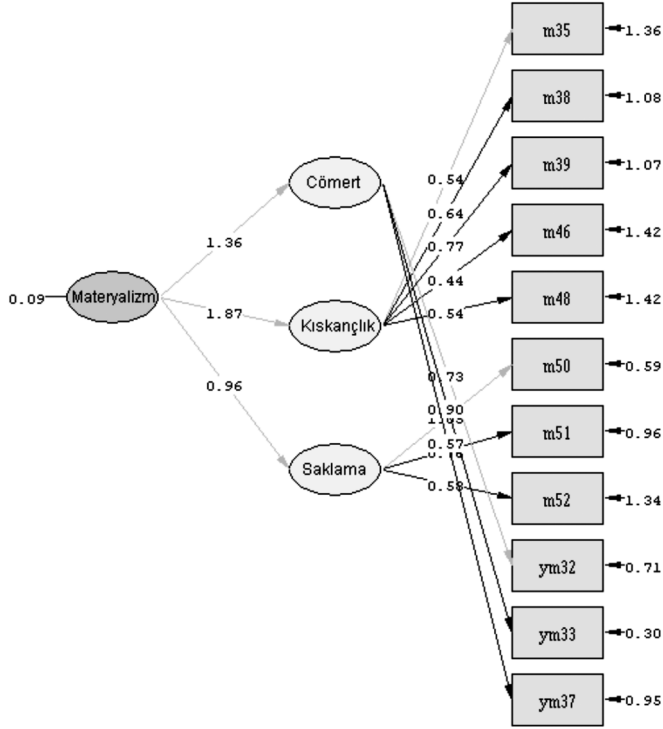 m35
1.36
m38
1.08
m39
1.07
Cömert
0.54
0.64
0.77
m46
1.42
1.36
0.44
0.09
Materyalizm
m48
1.42
1.87
Kıskançlık
0.54
m50
0.59
0.96
0.73
0.90
m51
0.96
0.57
Saklama
0.58
m52
1.34
ym32
0.71
ym33
0.30
ym37
0.95